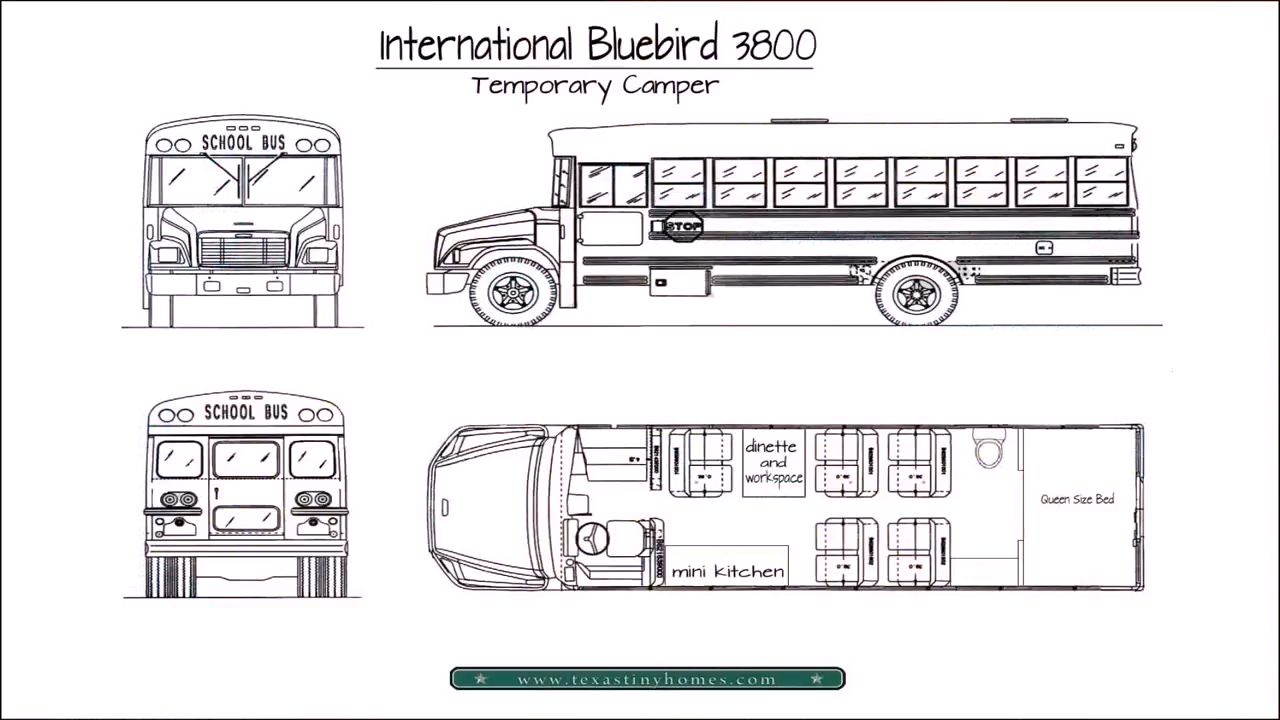 International Bluebird 3800
Temporary Camper
SCHOOL BUS
STOP
SCHOOL BUS
dinette
and
workspace
Queen Size Bed
mini kitchen
www.texastinyhomes.com